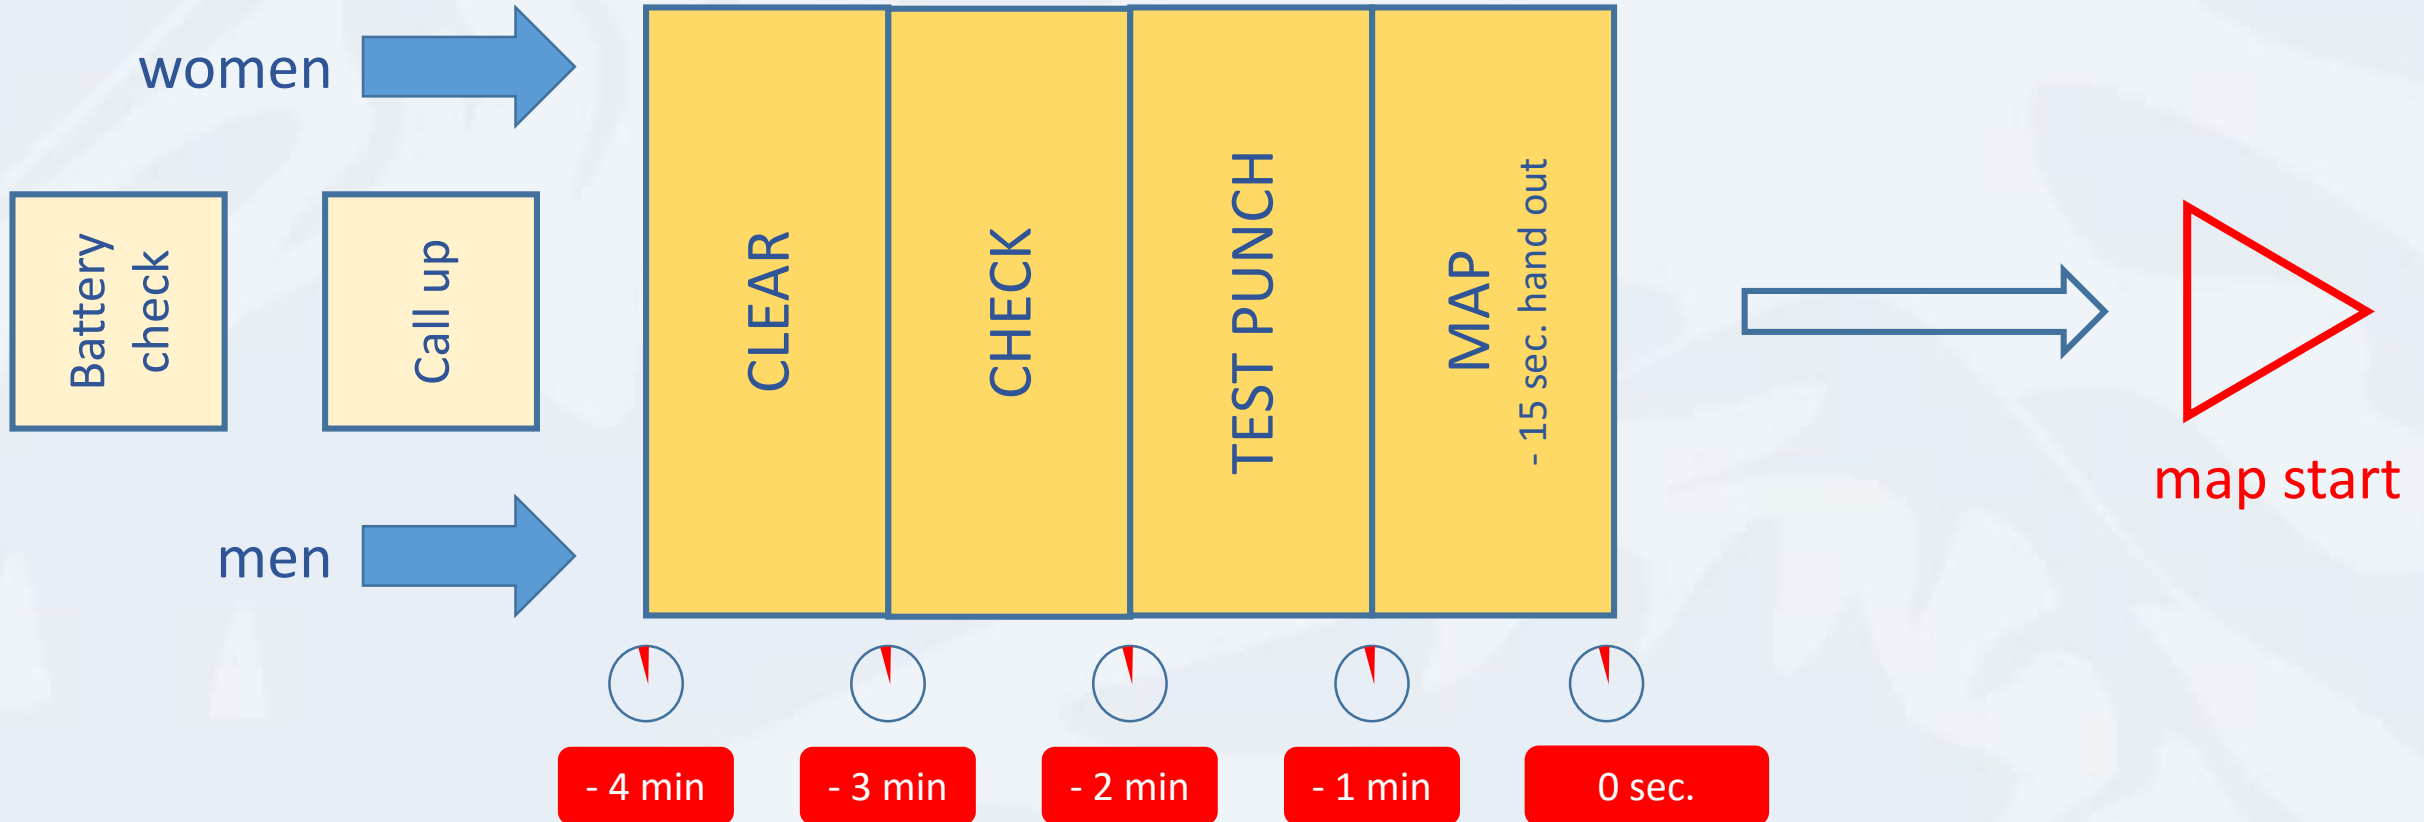 women
Battery
check
Call up
men
CLEAR
CHECK
TEST PUNCH
MAP
- 15 sec. hand out
map start
- 4 min
- 3 min
- 2 min
- 1 min
0 sec.